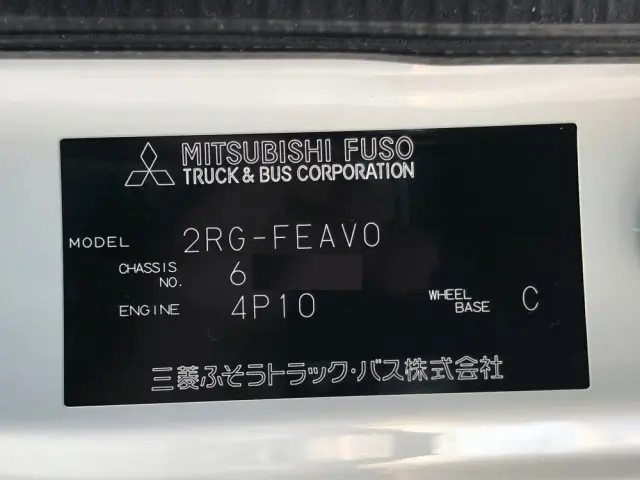 MITSUBISHI FUSO
TRUCK & BUS CORPORATION
MODEL 2RG-FEAV0
CHASSIS NO. 6
ENGINE 4P10 WHEEL BASE C
三菱ふそうトラック・バス株式会社